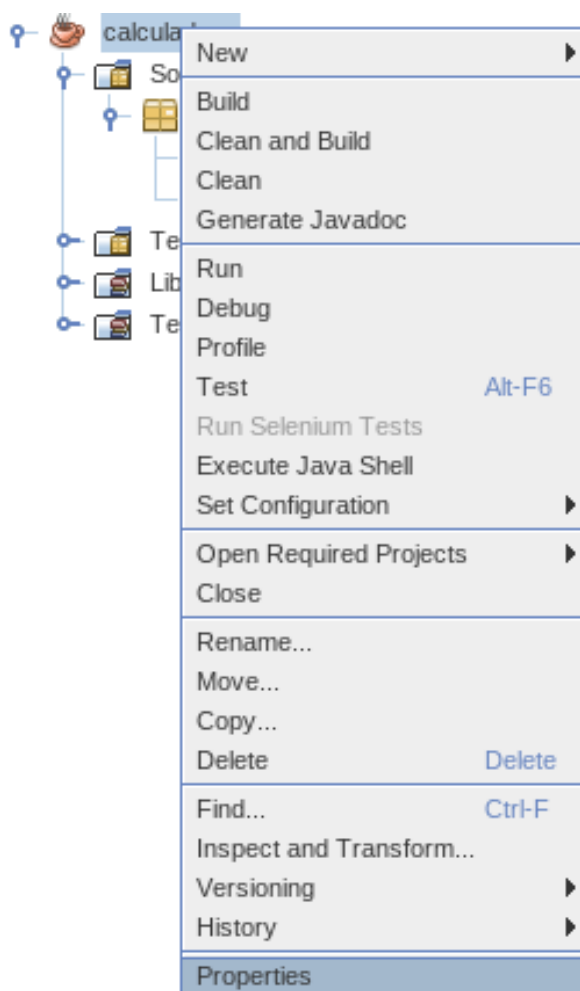 calcula
New
So
Build
Clean and Build
Clean
Generate Javadoc
Te
Run
Lib
Debug
Te
Profile
Test Alt-F6
Run Selenium Tests
Execute Java Shell
Set Configuration
Open Required Projects
Close
Rename...
Move...
Copy...
Delete Delete
Find... Ctrl-F
Inspect and Transform...
Versioning
History
Properties